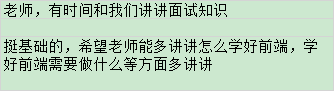 老师，有时间和我们讲讲面试知识
挺基础的，希望老师能多讲讲怎么学好前端，学
好前端需要做什么等方面多讲讲